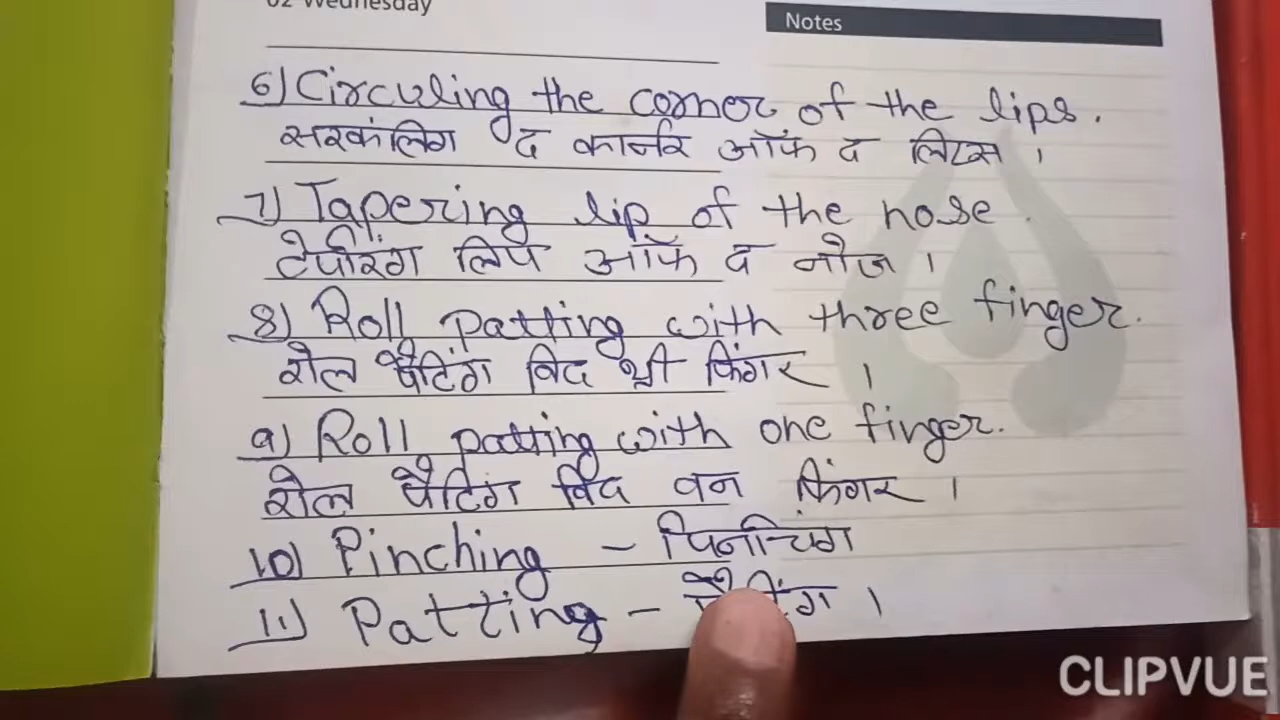 02 Wednesday
Notes
6) Circuling the corner of the lips.
सरकंलिग द कार्नर ऑफ द लिप्स ।
7) Tapering lip of the nose.
टेपीरंग लिप ऑफ द नोज ।
8) Roll patting with three finger.
रोल पैटिंग विद थ्री फिंगर ।
9) Roll patting with one finger.
रोल पैटिंग विद वन फिंगर ।
10) Pinching - पिनचिंग
11) Patting - पैटिंग ।
CLIPVUE